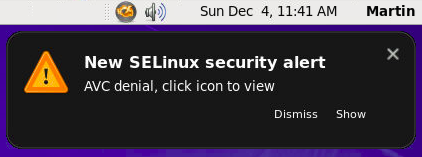 Sun Dec 4, 11:41 AM Martin
New SELinux security alert
AVC denial, click icon to view
Dismiss Show